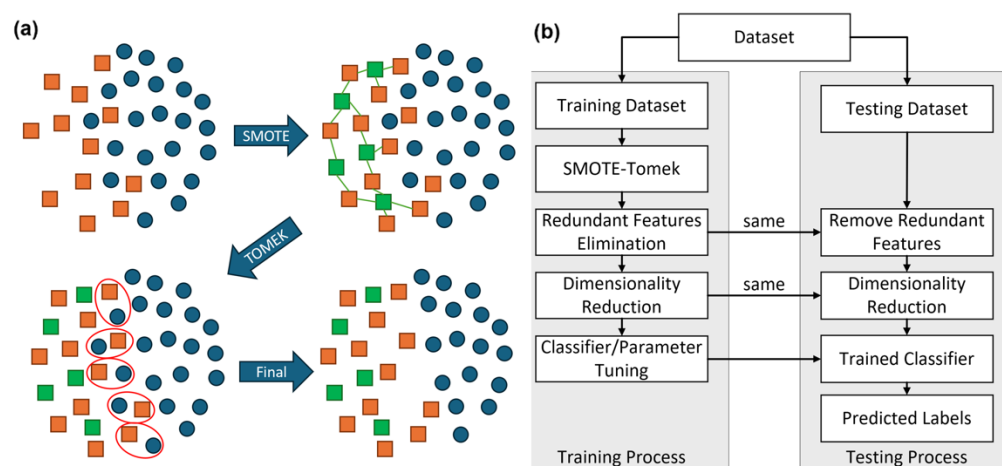 (a)
SMOTE
TOMEK
Final
(b)
Dataset
Training Dataset
Testing Dataset
SMOTE-Tomek
Redundant Features
Elimination
same
Remove Redundant
Features
Dimensionality
Reduction
same
Dimensionality
Reduction
Classifier/Parameter
Tuning
Trained Classifier
Predicted Labels
Training Process
Testing Process